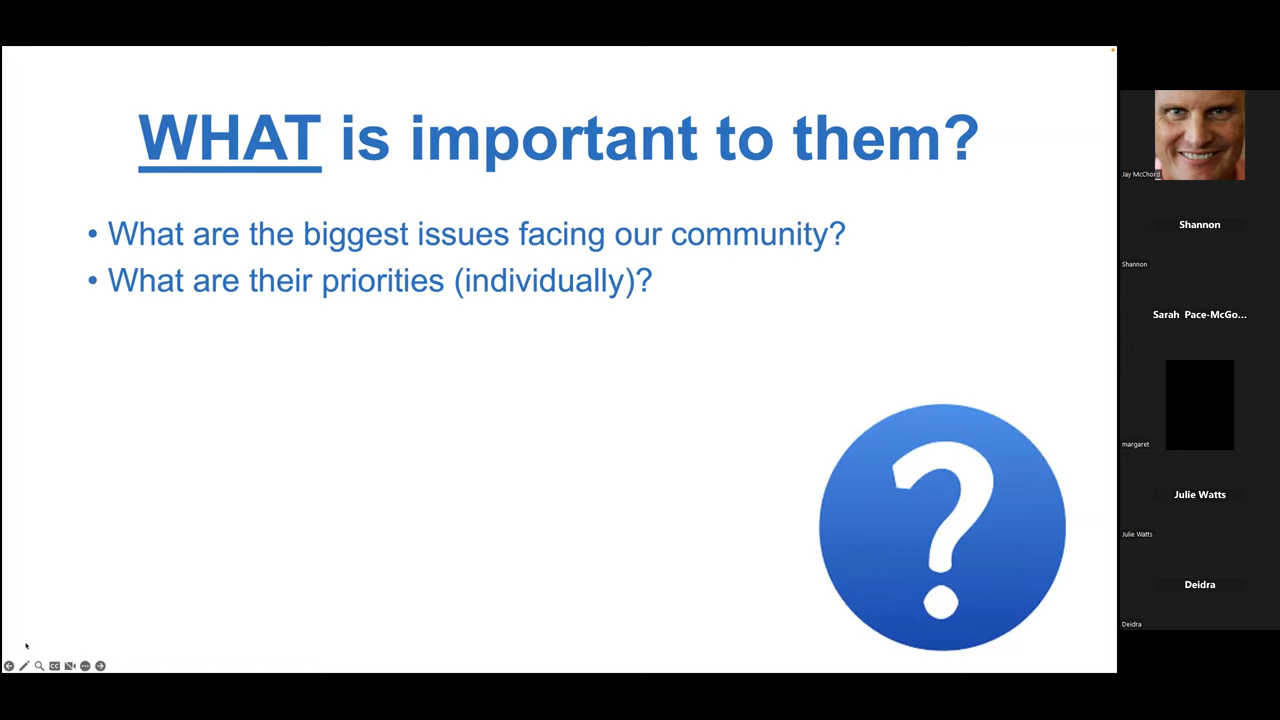 WHAT is important to them?
• What are the biggest issues facing our community?
• What are their priorities (individually)?
?
CC
Jay McChord
Shannon
Shannon
Sarah Pace-McGo...
margaret
Julie Watts
Julie Watts
Deidra
Deidra